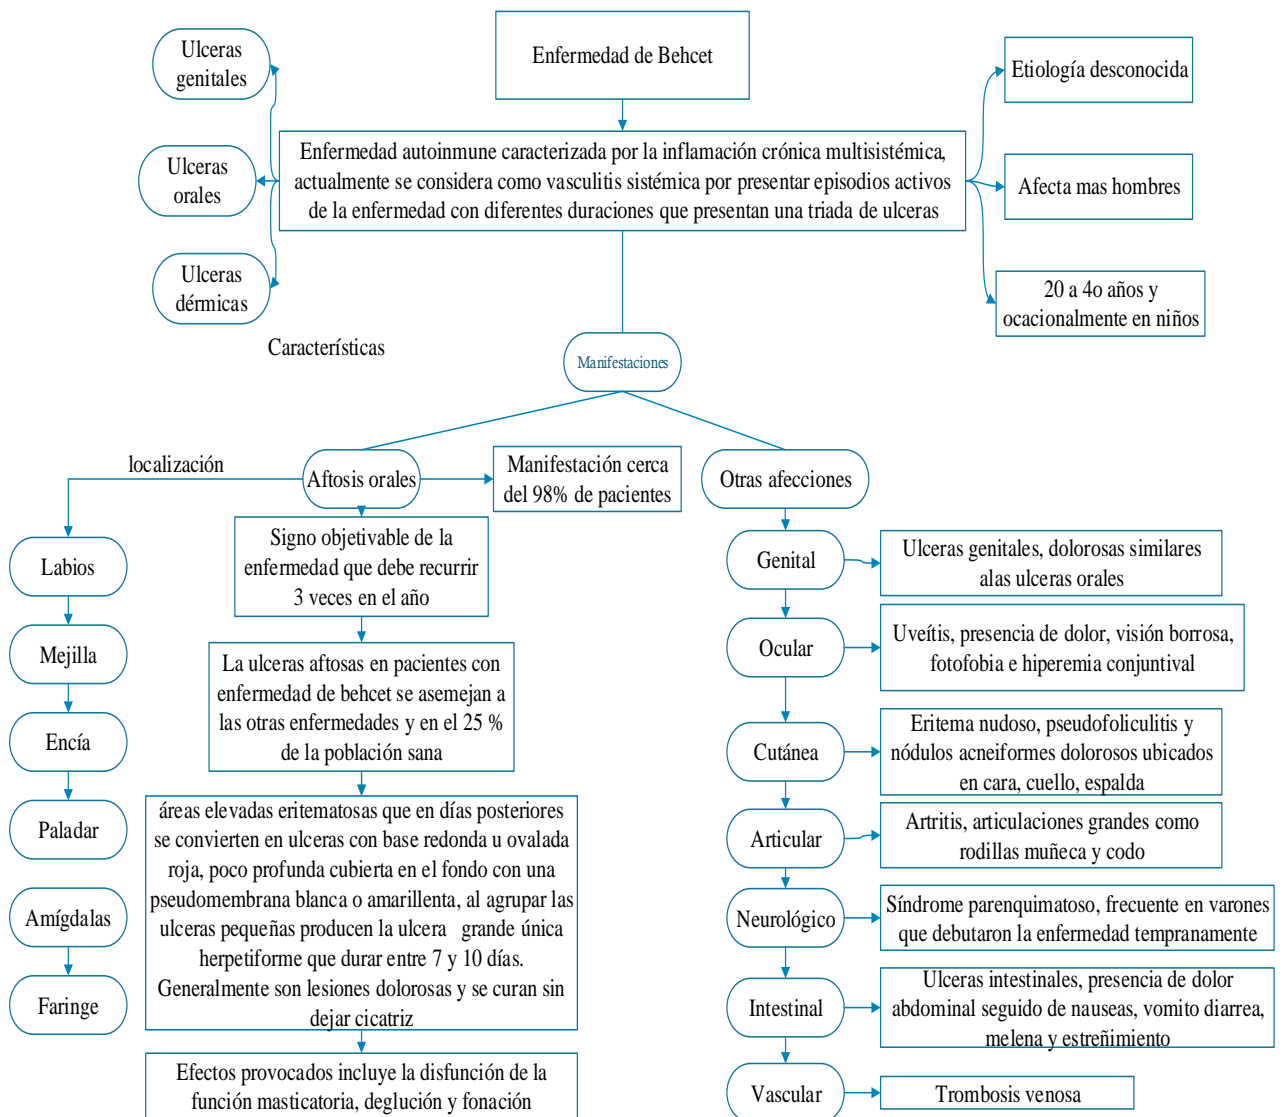 Enfermedad de Behcet
Ulceras
genitales
Ulceras
orales
Ulceras
dérmicas
Enfermedad autoinmune caracterizada por la inflamación crónica multisistémica,
actualmente se considera como vasculitis sistémica por presentar episodios activos
de la enfermedad con diferentes duraciones que presentan una triada de ulceras
Etiología desconocida
Afecta mas hombres
20 a 4o años y
ocacionalmente en niños
Características
Manifestaciones
localización
Aftosis orales
Manifestación cerca
del 98% de pacientes
Otras afecciones
Labios
Mejilla
Encía
Paladar
Amígdalas
Faringe
Signo objetivable de la
enfermedad que debe recurrir
3 veces en el año
La ulceras aftosas en pacientes con
enfermedad de behcet se asemejan a
las otras enfermedades y en el 25 %
de la población sana
áreas elevadas eritematosas que en días posteriores
se convierten en ulceras con base redonda u ovalada
roja, poco profunda cubierta en el fondo con una
pseudomembrana blanca o amarillenta, al agrupar las
ulceras pequeñas producen la ulcera grande única
herpetiforme que durar entre 7 y 10 días.
Generalmente son lesiones dolorosas y se curan sin
dejar cicatriz
Efectos provocados incluye la disfunción de la
función masticatoria, deglución y fonación
Genital
Ulceras genitales, dolorosas similares
alas ulceras orales
Ocular
Uveítis, presencia de dolor, visión borrosa,
fotofobia e hiperemia conjuntival
Cutánea
Eritema nudoso, pseudofoliculitis y
nódulos acneiformes dolorosos ubicados
en cara, cuello, espalda
Articular
Artritis, articulaciones grandes como
rodillas muñeca y codo
Neurológico
Síndrome parenquimatoso, frecuente en varones
que debutaron la enfermedad tempranamente
Intestinal
Ulceras intestinales, presencia de dolor
abdominal seguido de nauseas, vomito diarrea,
melena y estreñimiento
Vascular
Trombosis venosa